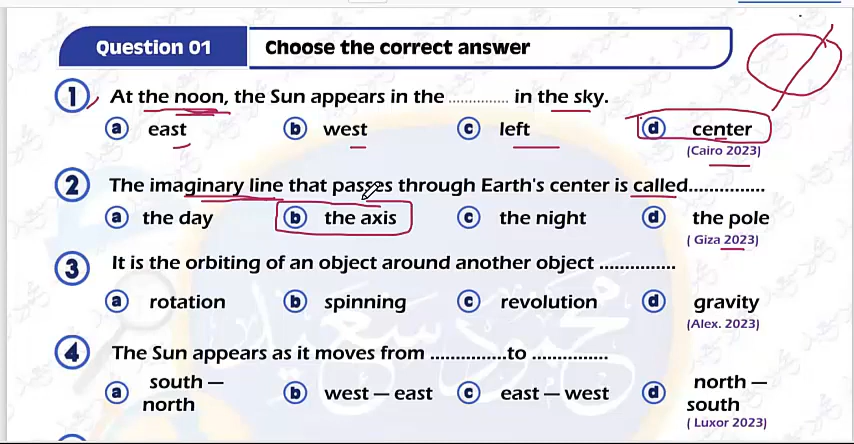 Question 01 Choose the correct answer
1 At the noon, the Sun appears in the ............... in the sky.
a east b west c left d center
(Cairo 2023)
2 The imaginary line that passes through Earth's center is called...............
a the day b the axis c the night d the pole
( Giza 2023)
3 It is the orbiting of an object around another object ...............
a rotation b spinning c revolution d gravity
(Alex. 2023)
4 The Sun appears as it moves from ...............to ...............
a south — north b west — east c east — west d north — south
( Luxor 2023)